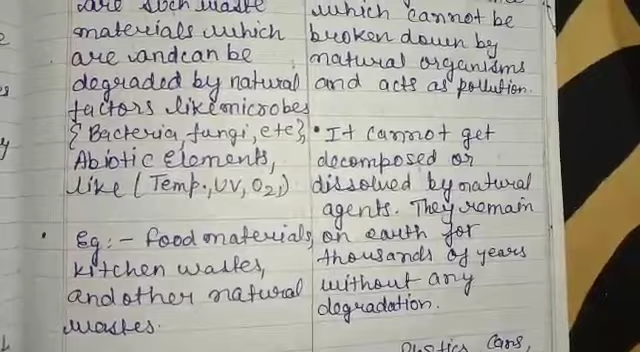 are such waste
materials which
are and can be
degraded by natural
factors like microbes
{Bacteria, fungi, etc},
Abiotic Elements,
like (Temp., UV, O2,)
• Eg:- food materials,
kitchen wastes,
and other natural
wastes.
which cannot be
broken down by
natural organisms
and acts as pollution.
• It cannot get
decomposed or
dissolved by natural
agents. They remain
on earth for
thousands of years
without any
degradation.
Plastics cans,